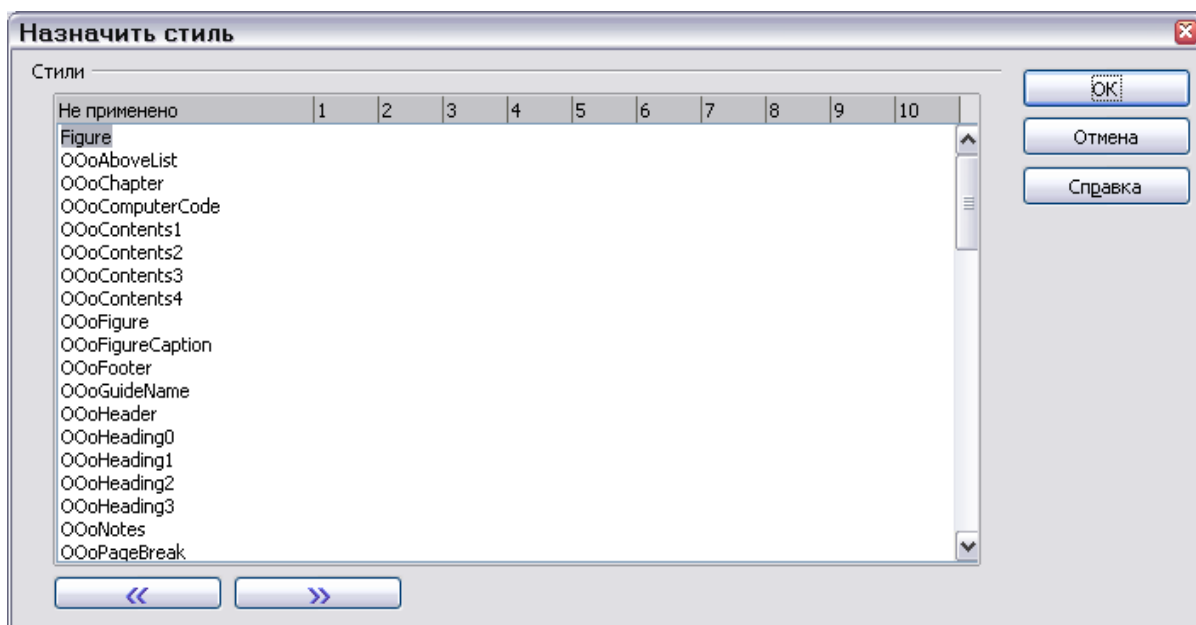 Назначить стиль
Стили
Не применено 1 2 3 4 5 6 7 8 9 10
Figure
OOoAboveList
OOoChapter
OOoComputerCode
OOoContents1
OOoContents2
OOoContents3
OOoContents4
OOoFigure
OOoFigureCaption
OOoFooter
OOoGuideName
OOoHeader
OOoHeading0
OOoHeading1
OOoHeading2
OOoHeading3
OOoNotes
OOoPageBreak
ОК
Отмена
Справка